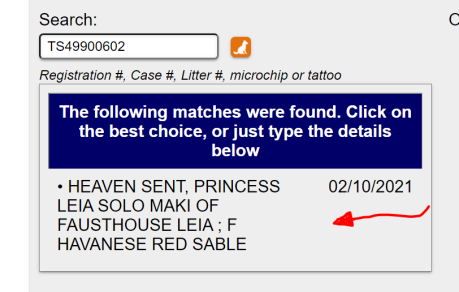 Search:
TS49900602
Registration #, Case #, Litter #, microchip or tattoo
The following matches were found. Click on
the best choice, or just type the details
below
• HEAVEN SENT, PRINCESS 02/10/2021
LEIA SOLO MAKI OF
FAUSTHOUSE LEIA ; F
HAVANESE RED SABLE